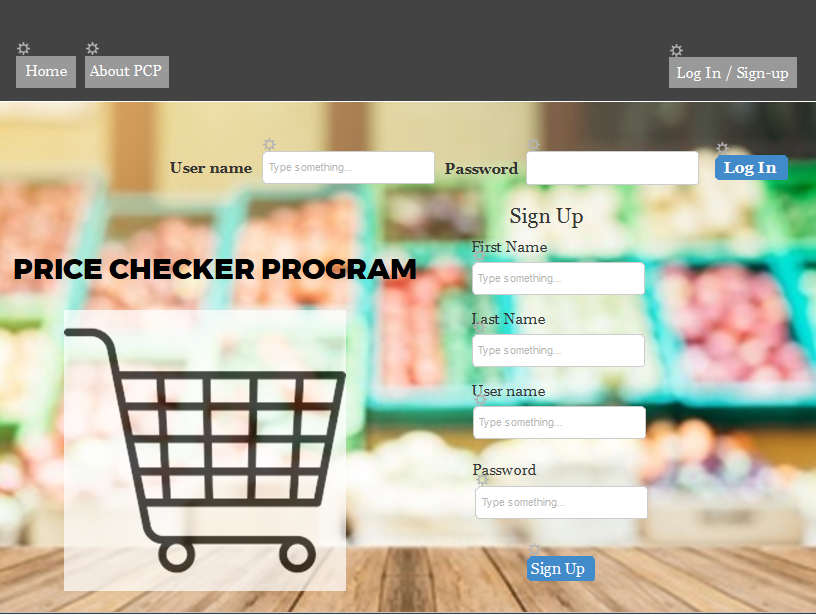 Home
About PCP
Log In / Sign-up
User name
Type something...
Password
Log In
Sign Up
First Name
Type something...
PRICE CHECKER PROGRAM
Last Name
Type something...
User name
Type something...
Password
Type something...
Sign Up